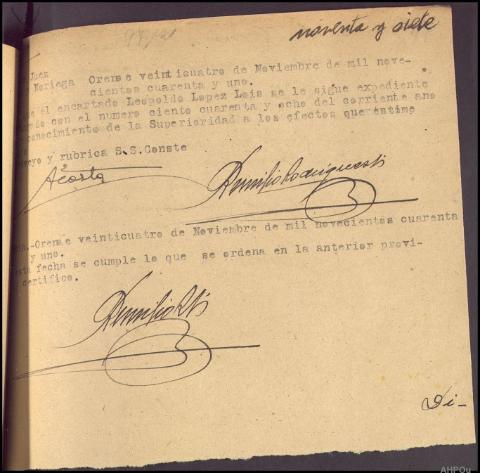 noventa y siete
Juez
Noriega Orense veinticuatro de Noviembre de mil nove-
cientos cuarenta y uno.
el encartado Leopoldo Lopez Lois se le sigue expediente
con el numero ciento cuarenta y ocho del corriente año
conocimiento de la Superioridad a los efectos que estime
y rubrica S.S. Conste
Acosta
-Orense veinticuatro de Noviembre de mil novecientos cuarenta
y uno.
fecha se cumple lo que se ordena en la anterior provi-
certifico.
Di-
AHPOu